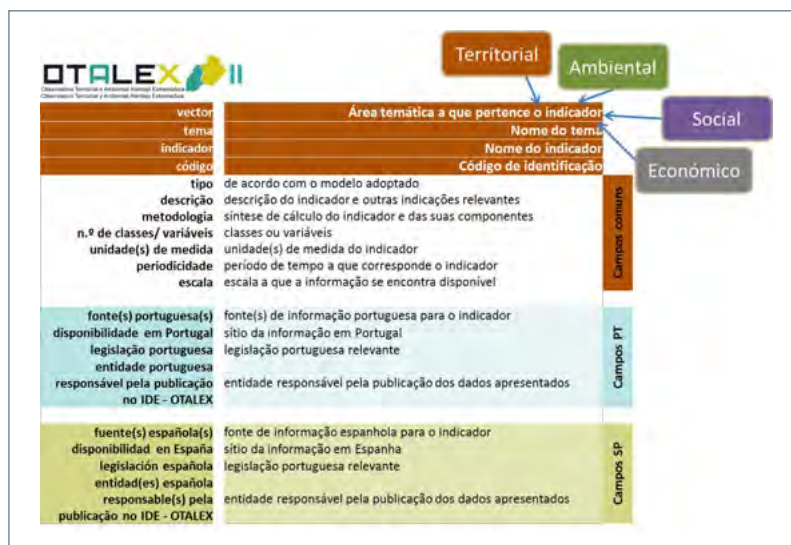 Territorial
Ambiental
Social
Económico
OTALEX II
Observatório Territorial e Ambiental Alentejo Extremadura
Observatorio Territorial y Ambiental Alentejo Extremadura
vector Área temática a que pertence o indicador
tema Nome do tema
indicador Nome do indicador
código Código de identificação
tipo de acordo com o modelo adoptado
descrição descrição do indicador e outras indicações relevantes
metodologia síntese de cálculo do indicador e das suas componentes
n.º de classes/ variáveis classes ou variáveis
unidade(s) de medida unidade(s) de medida do indicador
periodicidade período de tempo a que corresponde o indicador
escala escala a que a informação se encontra disponível
Campos comuns
fonte(s) portuguesa(s) fonte(s) de informação portuguesa para o indicador
disponibilidade em Portugal sítio da informação em Portugal
legislação portuguesa legislação portuguesa relevante
entidade portuguesa
responsável pela publicação entidade responsável pela publicação dos dados apresentados
no IDE - OTALEX
Campos PT
fuente(s) española(s) fonte de informação espanhola para o indicador
disponibilidad en España sítio da informação em Espanha
legislación española legislação portuguesa relevante
entidad(es) española
responsable(s) pela entidade responsável pela publicação dos dados apresentados
publicação no IDE - OTALEX
Campos SP